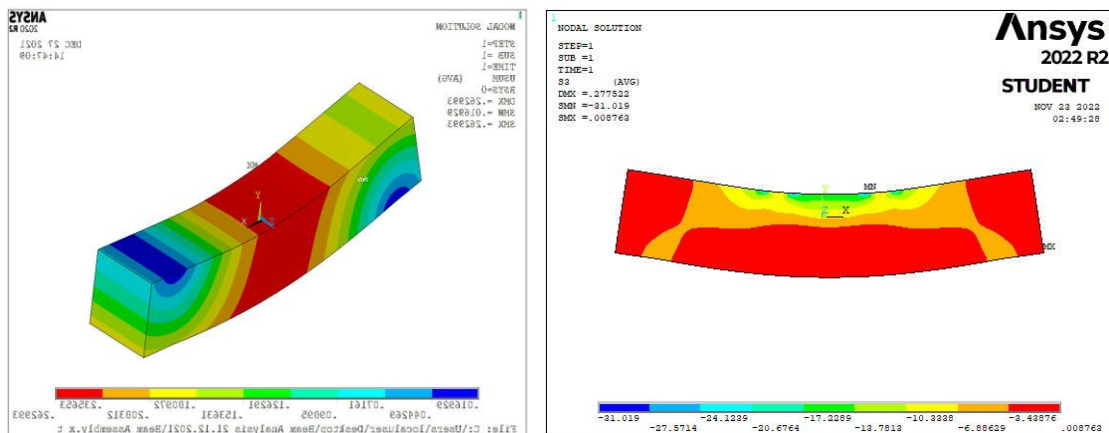 ANSYS
2020 R2
DEC 27 2021
14:47:09
1
NODAL SOLUTION
STEP=1
SUB =1
TIME=1
USUM (AVG)
RSYS=0
DMX =.262993
SMN =.016929
SMX =.262993
MX
MN
Y
X
Z
.016929 .07161 .126291 .180972 .235653
.044269 .09895 .153631 .208312 .262993
File: C:\Users\localuser\Desktop\Beam Analysis 21.12.2021\Beam Assembly.x_t
1
NODAL SOLUTION
STEP=1
SUB =1
TIME=1
S3 (AVG)
DMX =.277522
SMN =-31.019
SMX =.008763
Ansys
2022 R2
STUDENT
NOV 23 2022
02:49:28
MN
Y
Z X
MX
-31.019 -24.1239 -17.2289 -10.3338 -3.43876
-27.5714 -20.6764 -13.7813 -6.88629 .008763